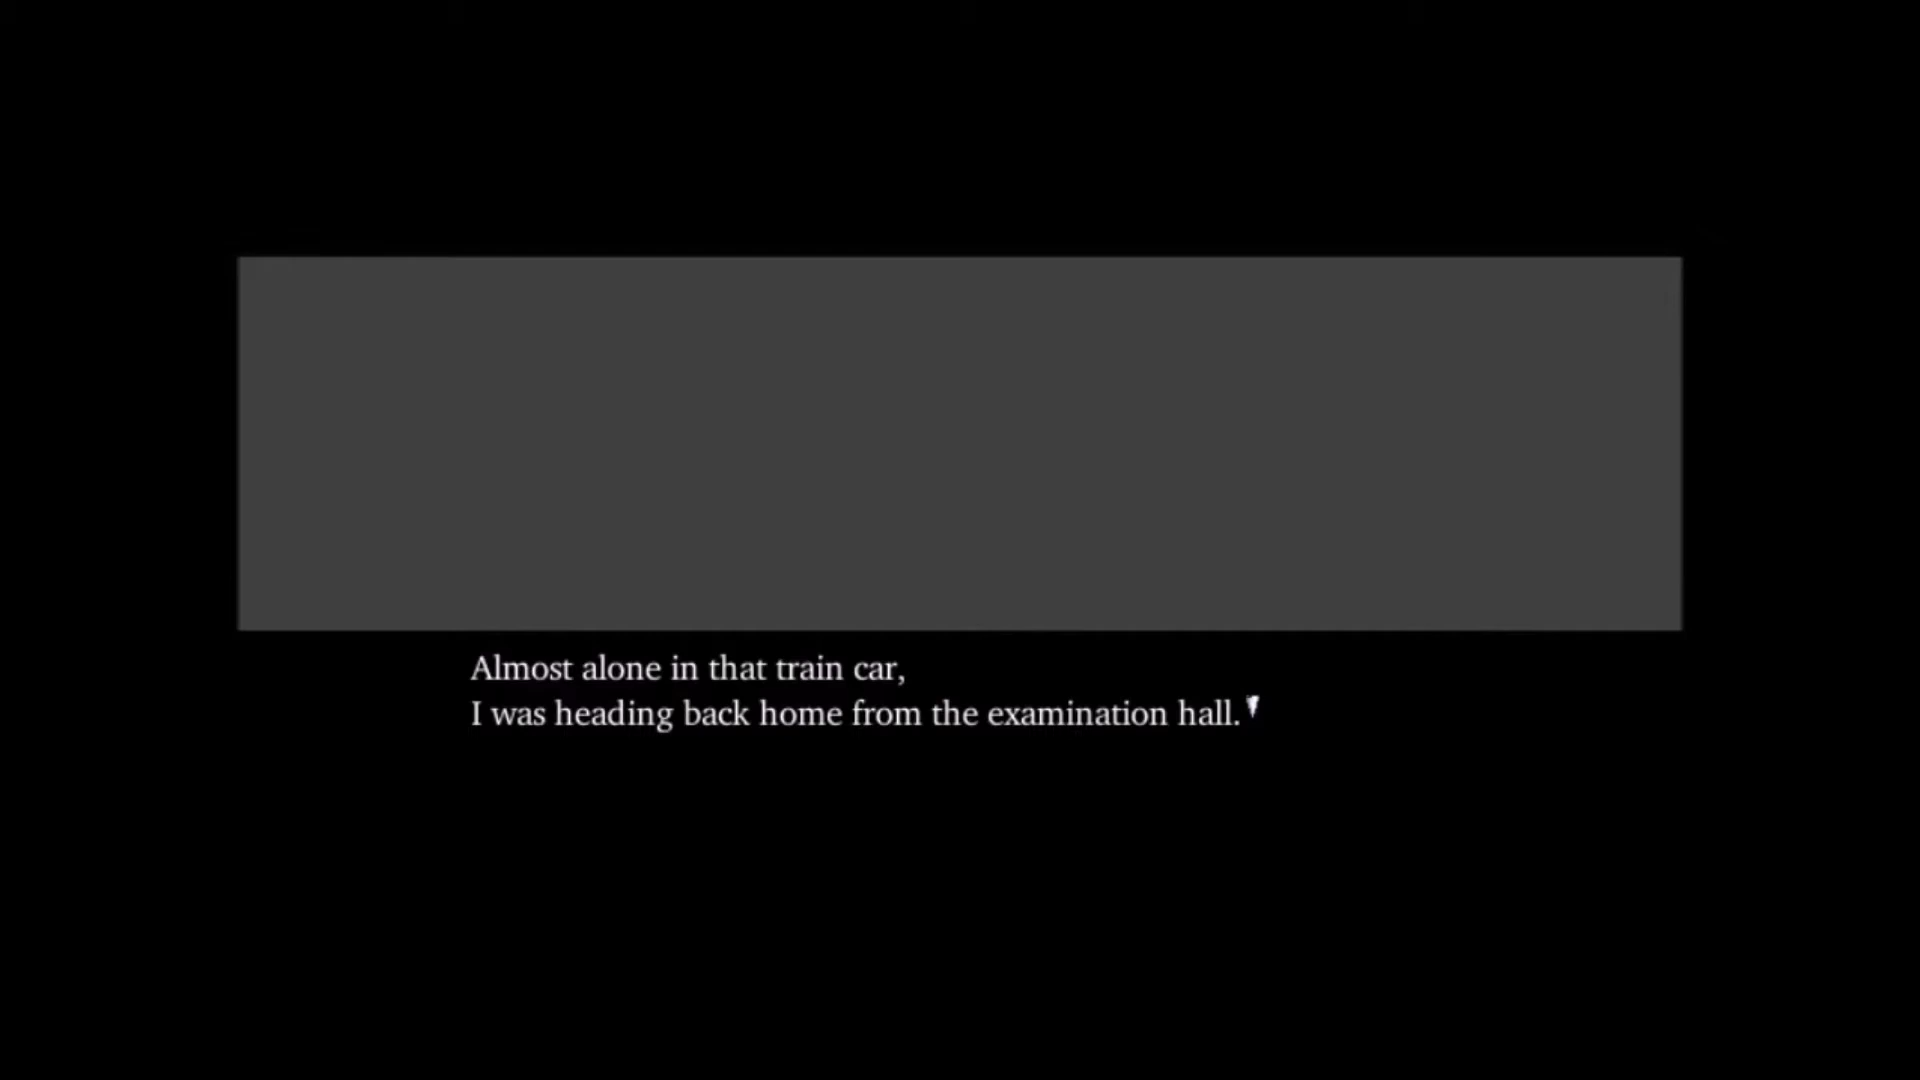 Almost alone in that train car,
I was heading back home from the examination hall.